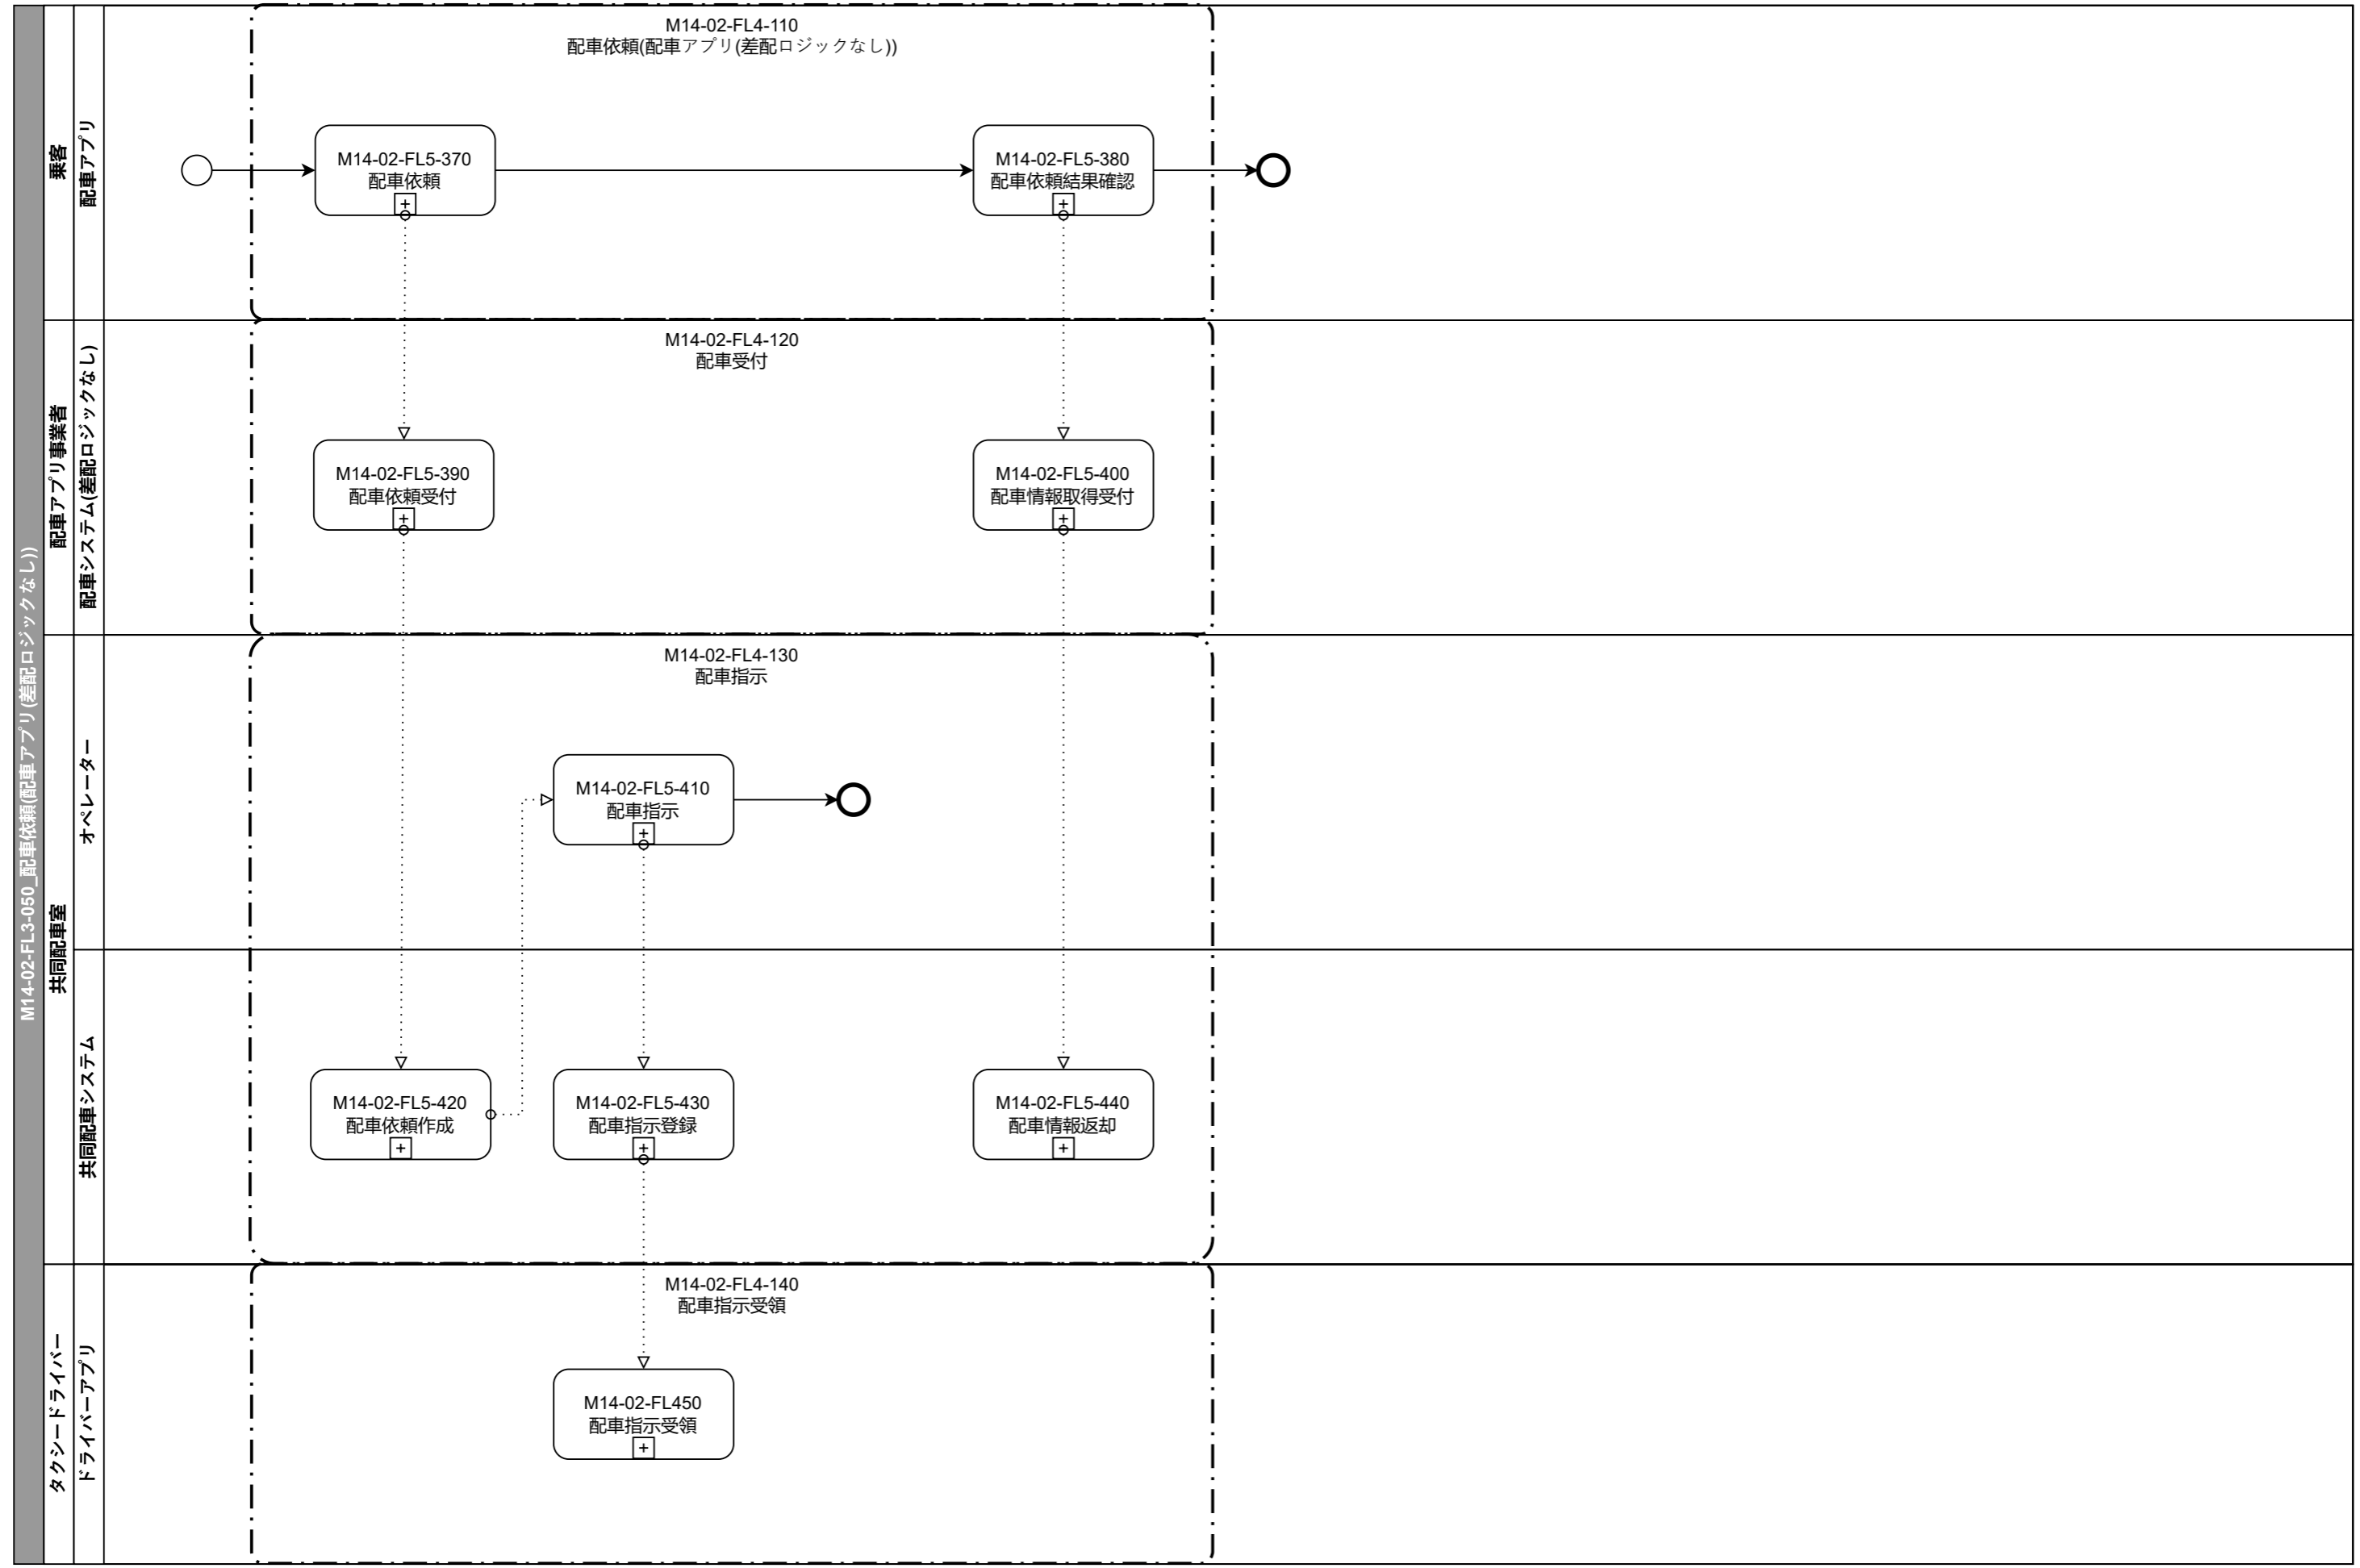 M14-02-FL3-050_配車依頼(配車アプリ(差配ロジックなし))
乗客
配車アプリ
M14-02-FL4-110
配車依頼(配車アプリ(差配ロジックなし))
M14-02-FL5-370
配車依頼
+
M14-02-FL5-380
配車依頼結果確認
+
配車アプリ事業者
配車システム(差配ロジックなし)
M14-02-FL4-120
配車受付
M14-02-FL5-390
配車依頼受付
+
M14-02-FL5-400
配車情報取得受付
+
共同配車室
オペレーター
M14-02-FL4-130
配車指示
M14-02-FL5-410
配車指示
+
共同配車システム
M14-02-FL5-420
配車依頼作成
+
M14-02-FL5-430
配車指示登録
+
M14-02-FL5-440
配車情報返却
+
タクシードライバー
ドライバーアプリ
M14-02-FL4-140
配車指示受領
M14-02-FL450
配車指示受領
+